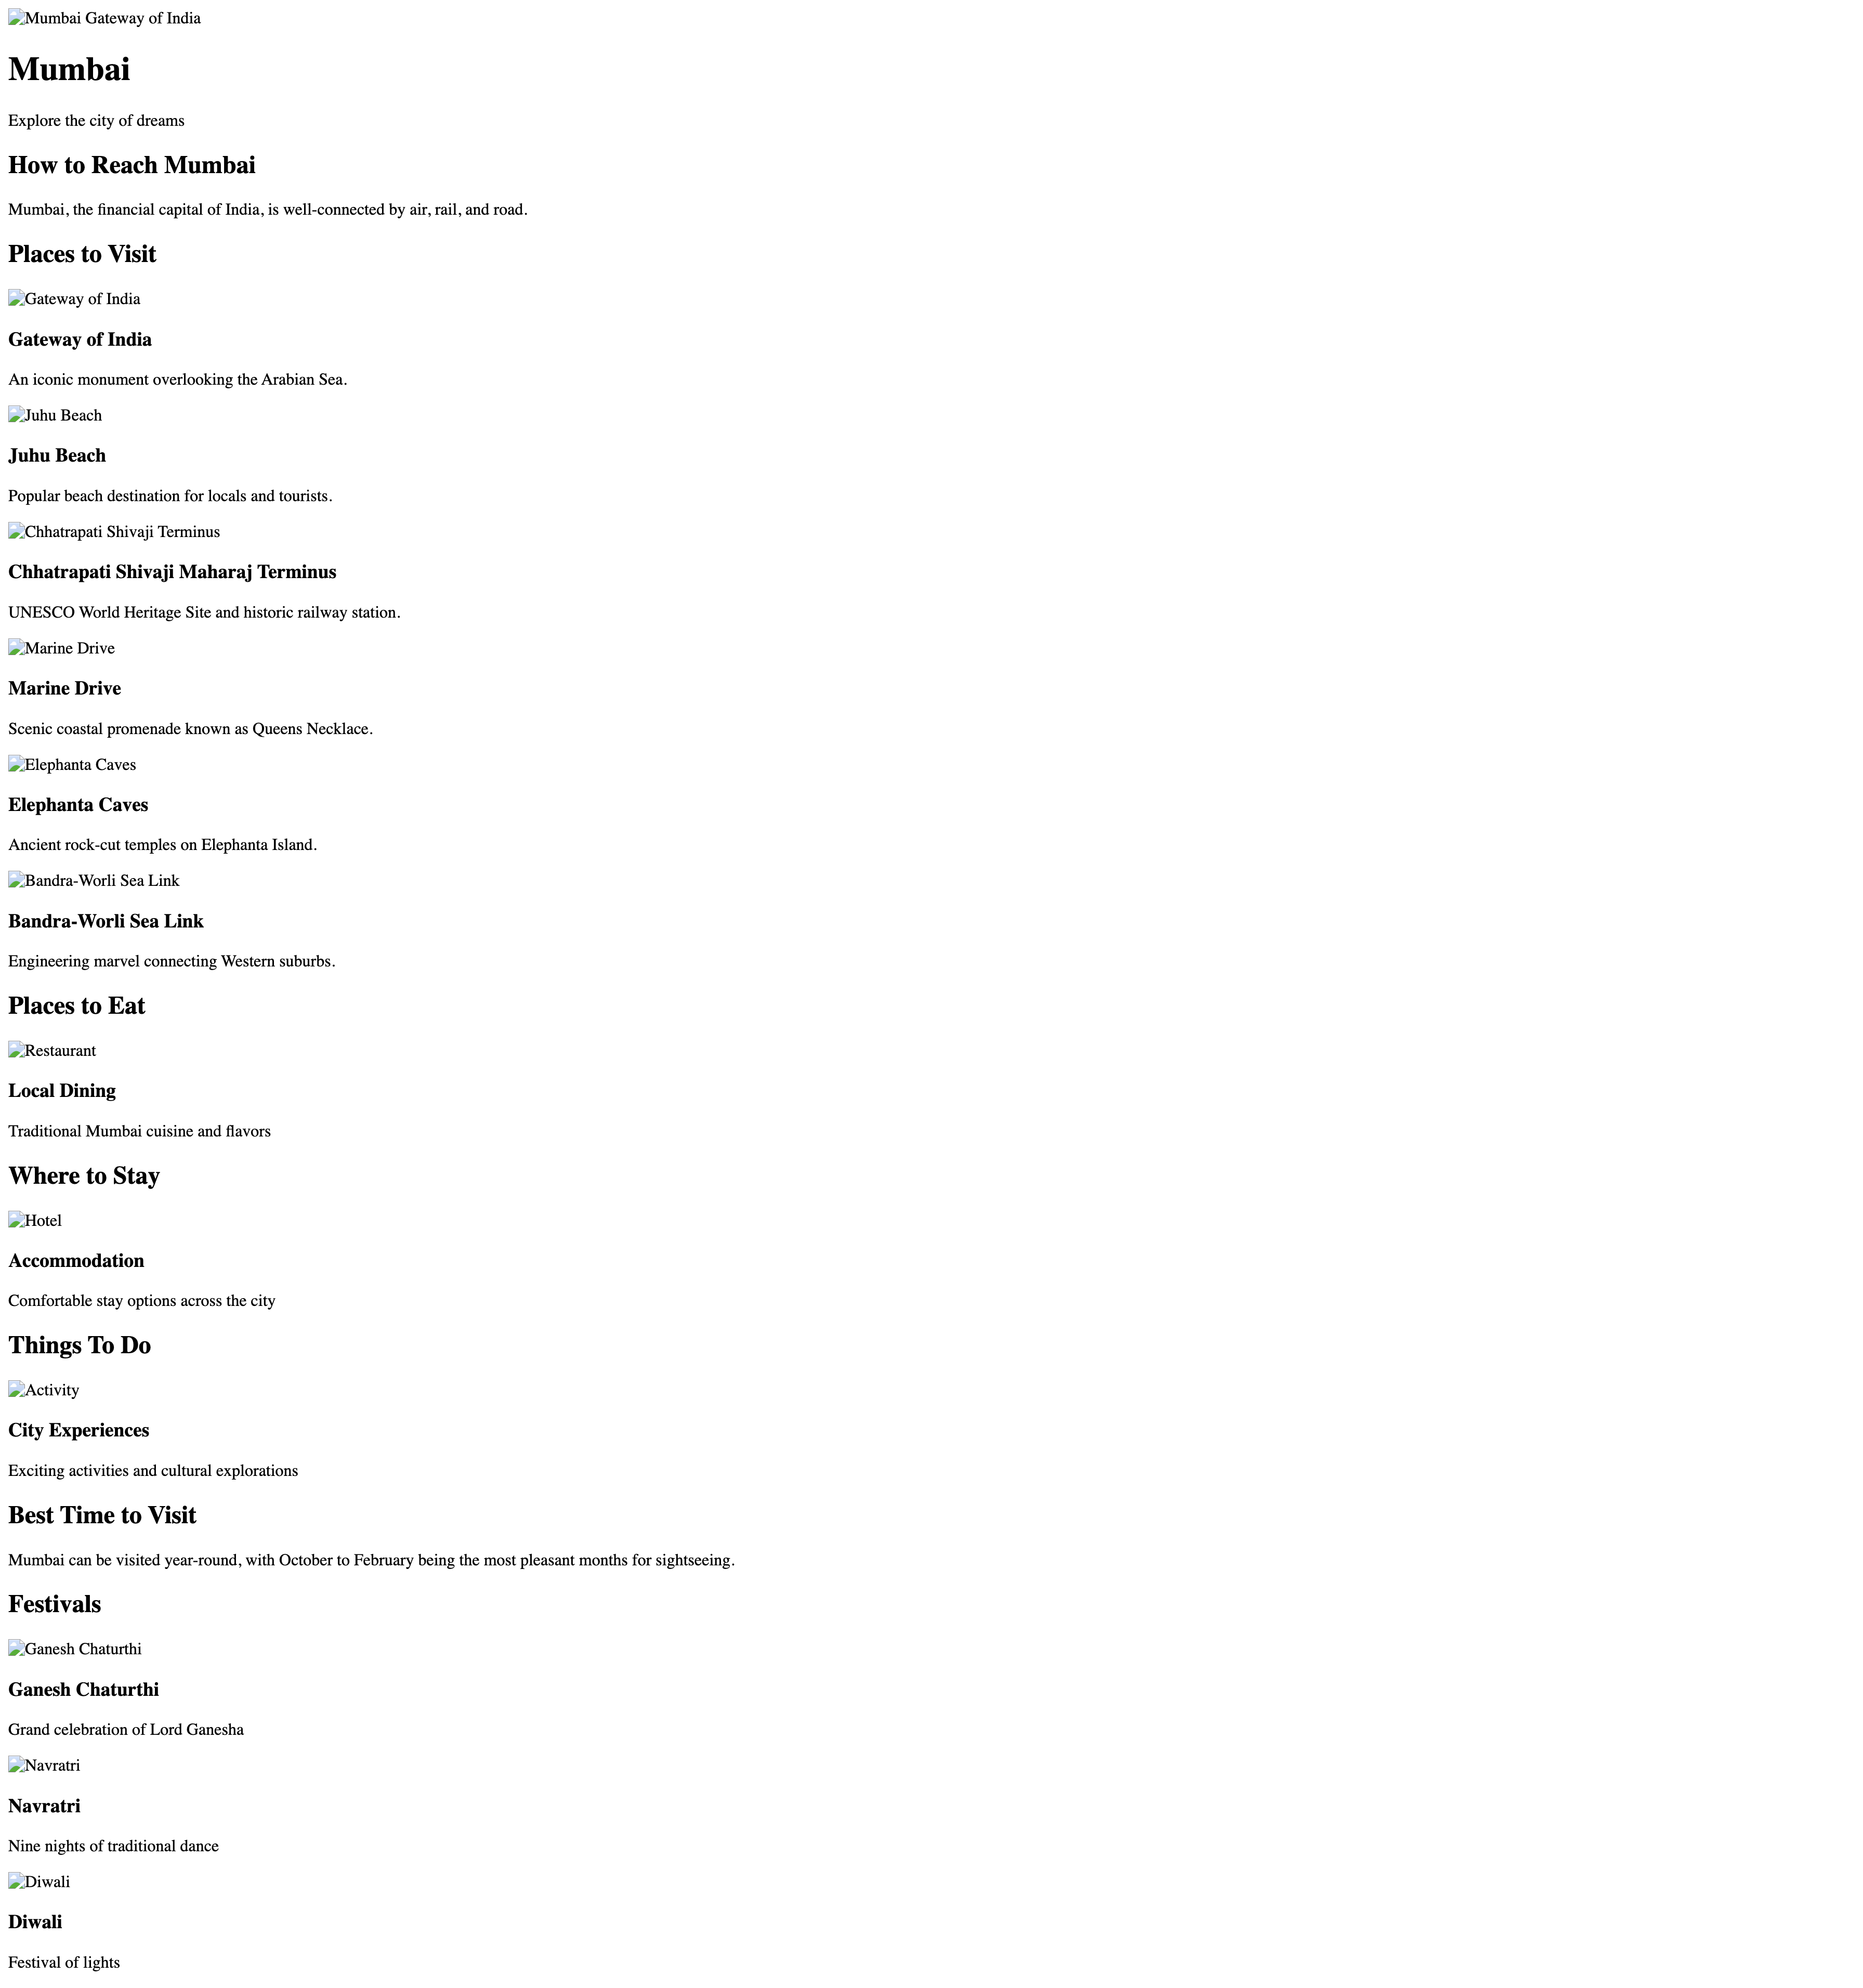 Mumbai Gateway of India
Mumbai
Explore the city of dreams
How to Reach Mumbai
Mumbai, the financial capital of India, is well-connected by air, rail, and road.
Places to Visit
Gateway of India
Gateway of India
An iconic monument overlooking the Arabian Sea.
Juhu Beach
Juhu Beach
Popular beach destination for locals and tourists.
Chhatrapati Shivaji Terminus
Chhatrapati Shivaji Maharaj Terminus
UNESCO World Heritage Site and historic railway station.
Marine Drive
Marine Drive
Scenic coastal promenade known as Queens Necklace.
Elephanta Caves
Elephanta Caves
Ancient rock-cut temples on Elephanta Island.
Bandra-Worli Sea Link
Bandra-Worli Sea Link
Engineering marvel connecting Western suburbs.
Places to Eat
Restaurant
Local Dining
Traditional Mumbai cuisine and flavors
Where to Stay
Hotel
Accommodation
Comfortable stay options across the city
Things To Do
Activity
City Experiences
Exciting activities and cultural explorations
Best Time to Visit
Mumbai can be visited year-round, with October to February being the most pleasant months for sightseeing.
Festivals
Ganesh Chaturthi
Ganesh Chaturthi
Grand celebration of Lord Ganesha
Navratri
Navratri
Nine nights of traditional dance
Diwali
Diwali
Festival of lights